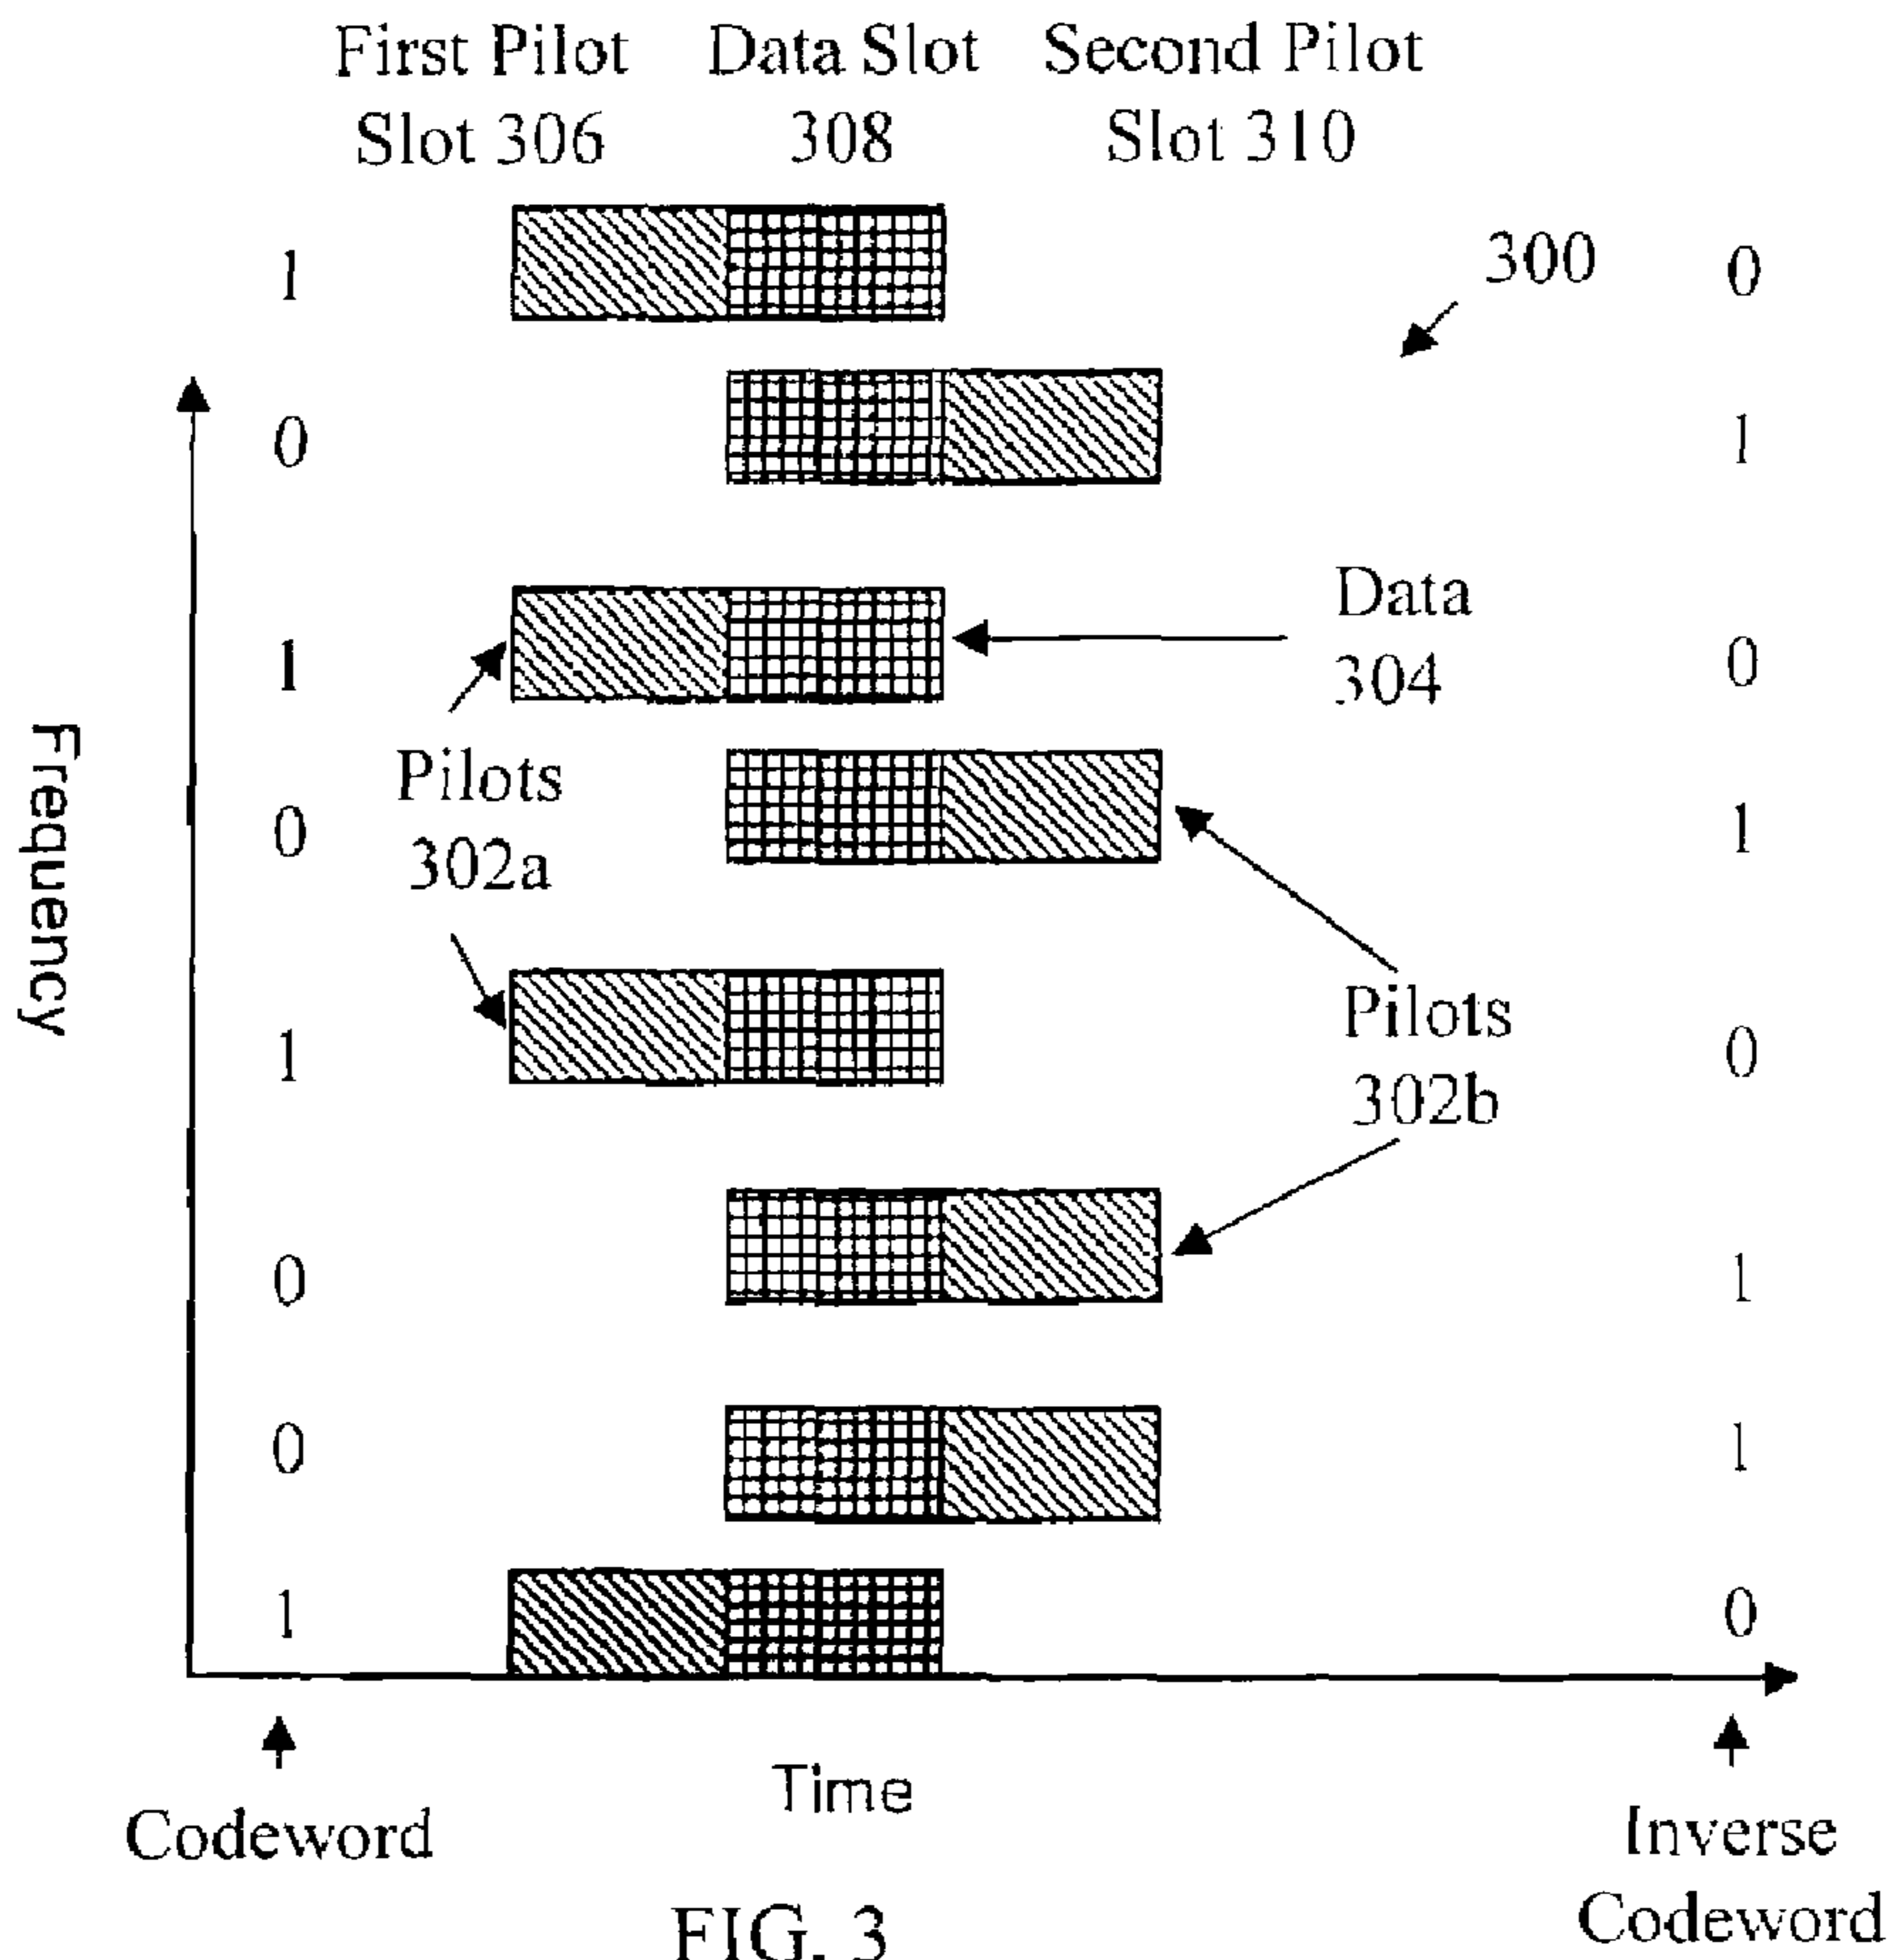 First Pilot Data Slot Second Pilot
Slot 306 308 Slot 310
300
1 0
0 1
Data
304
1 0
Pilots
302a
0 1
Frequency
Pilots
302b
1 0
0 1
0 1
1 0
Time
Codeword
Inverse
Codeword
FIG. 3